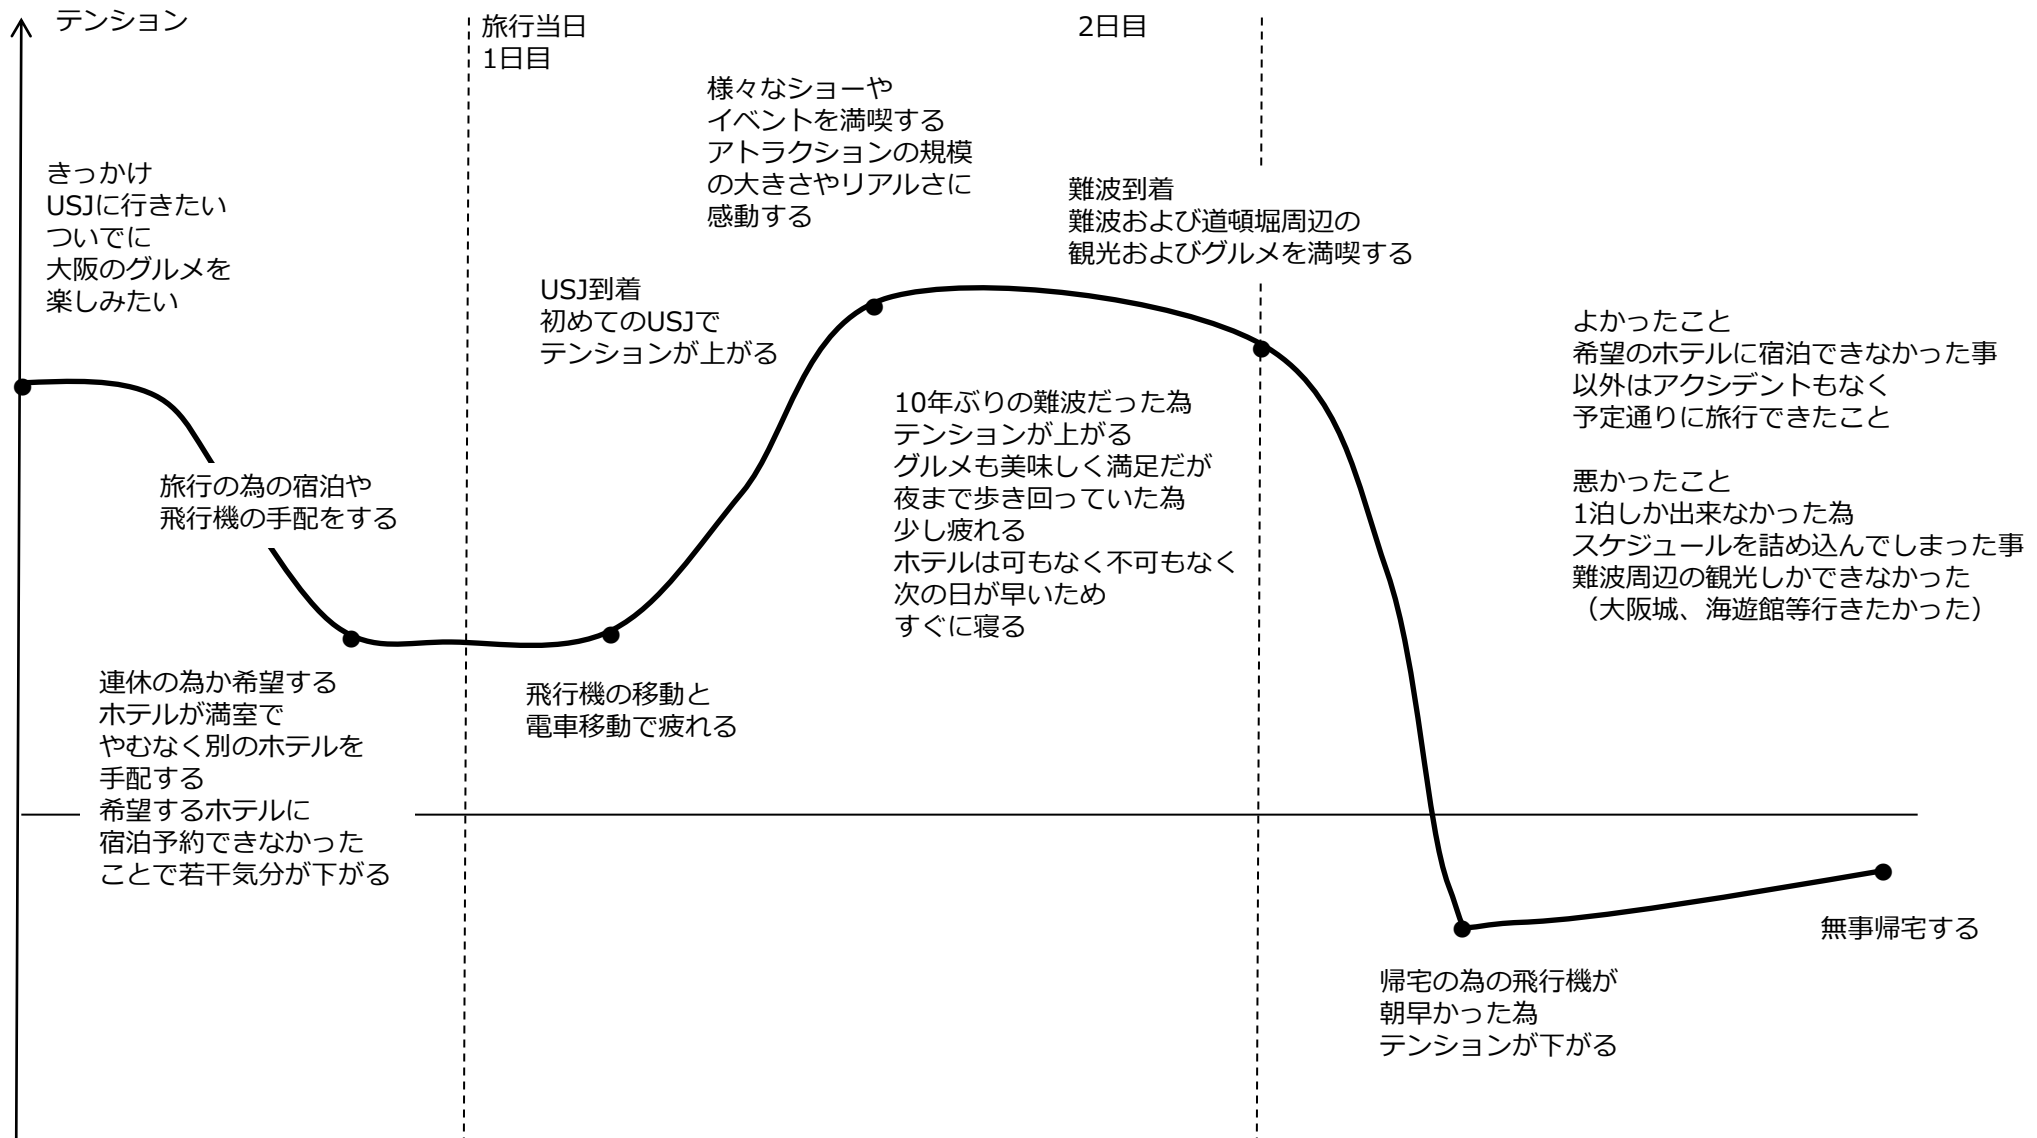 テンション
旅行当日
1日目
2日目
きっかけ
USJに行きたい
ついでに
大阪のグルメを
楽しみたい
旅行の為の宿泊や
飛行機の手配をする
連休の為か希望する
ホテルが満室で
やむなく別のホテルを
手配する
希望するホテルに
宿泊予約できなかった
ことで若干気分が下がる
飛行機の移動と
電車移動で疲れる
USJ到着
初めてのUSJで
テンションが上がる
様々なショーや
イベントを満喫する
アトラクションの規模
の大きさやリアルさに
感動する
難波到着
難波および道頓堀周辺の
観光およびグルメを満喫する
10年ぶりの難波だった為
テンションが上がる
グルメも美味しく満足だが
夜まで歩き回っていた為
少し疲れる
ホテルは可もなく不可もなく
次の日が早いため
すぐに寝る
帰宅の為の飛行機が
朝早かった為
テンションが下がる
無事帰宅する
よかったこと
希望のホテルに宿泊できなかった事
以外はアクシデントもなく
予定通りに旅行できたこと
悪かったこと
1泊しか出来なかった為
スケジュールを詰め込んでしまった事
難波周辺の観光しかできなかった
（大阪城、海遊館等行きたかった）